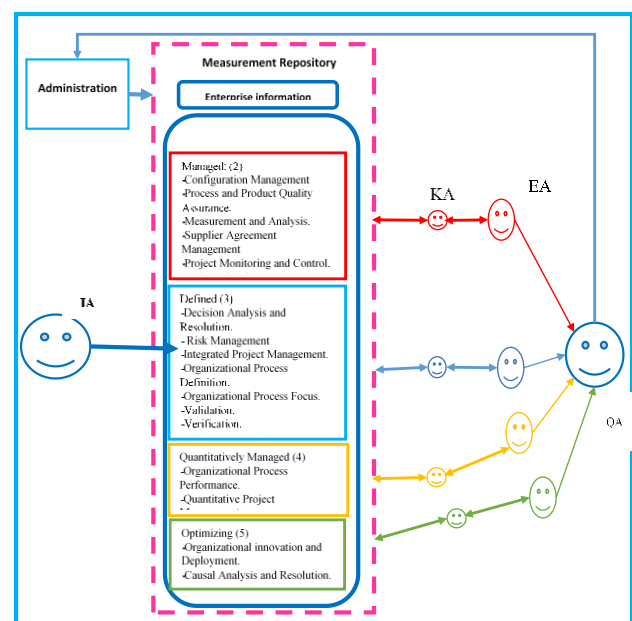 Measurement Repository
Administration
Enterprise information
Managed: (2)
-Configuration Management
-Process and Product Quality
Assurance.
-Measurement and Analysis.
-Supplier Agreement
Management
-Project Monitoring and Control.
KA
EA
IA
Defined (3)
-Decision Analysis and
Resolution.
- Risk Management
-Integrated Project Management.
-Organizational Process
Definition.
-Organizational Process Focus.
-Validation.
-Verification.
QA
Quantitatively Managed (4)
-Organizational Process
Performance.
-Quantitative Project
Optimizing (5)
-Organizational innovation and
Deployment.
-Causal Analysis and Resolution.